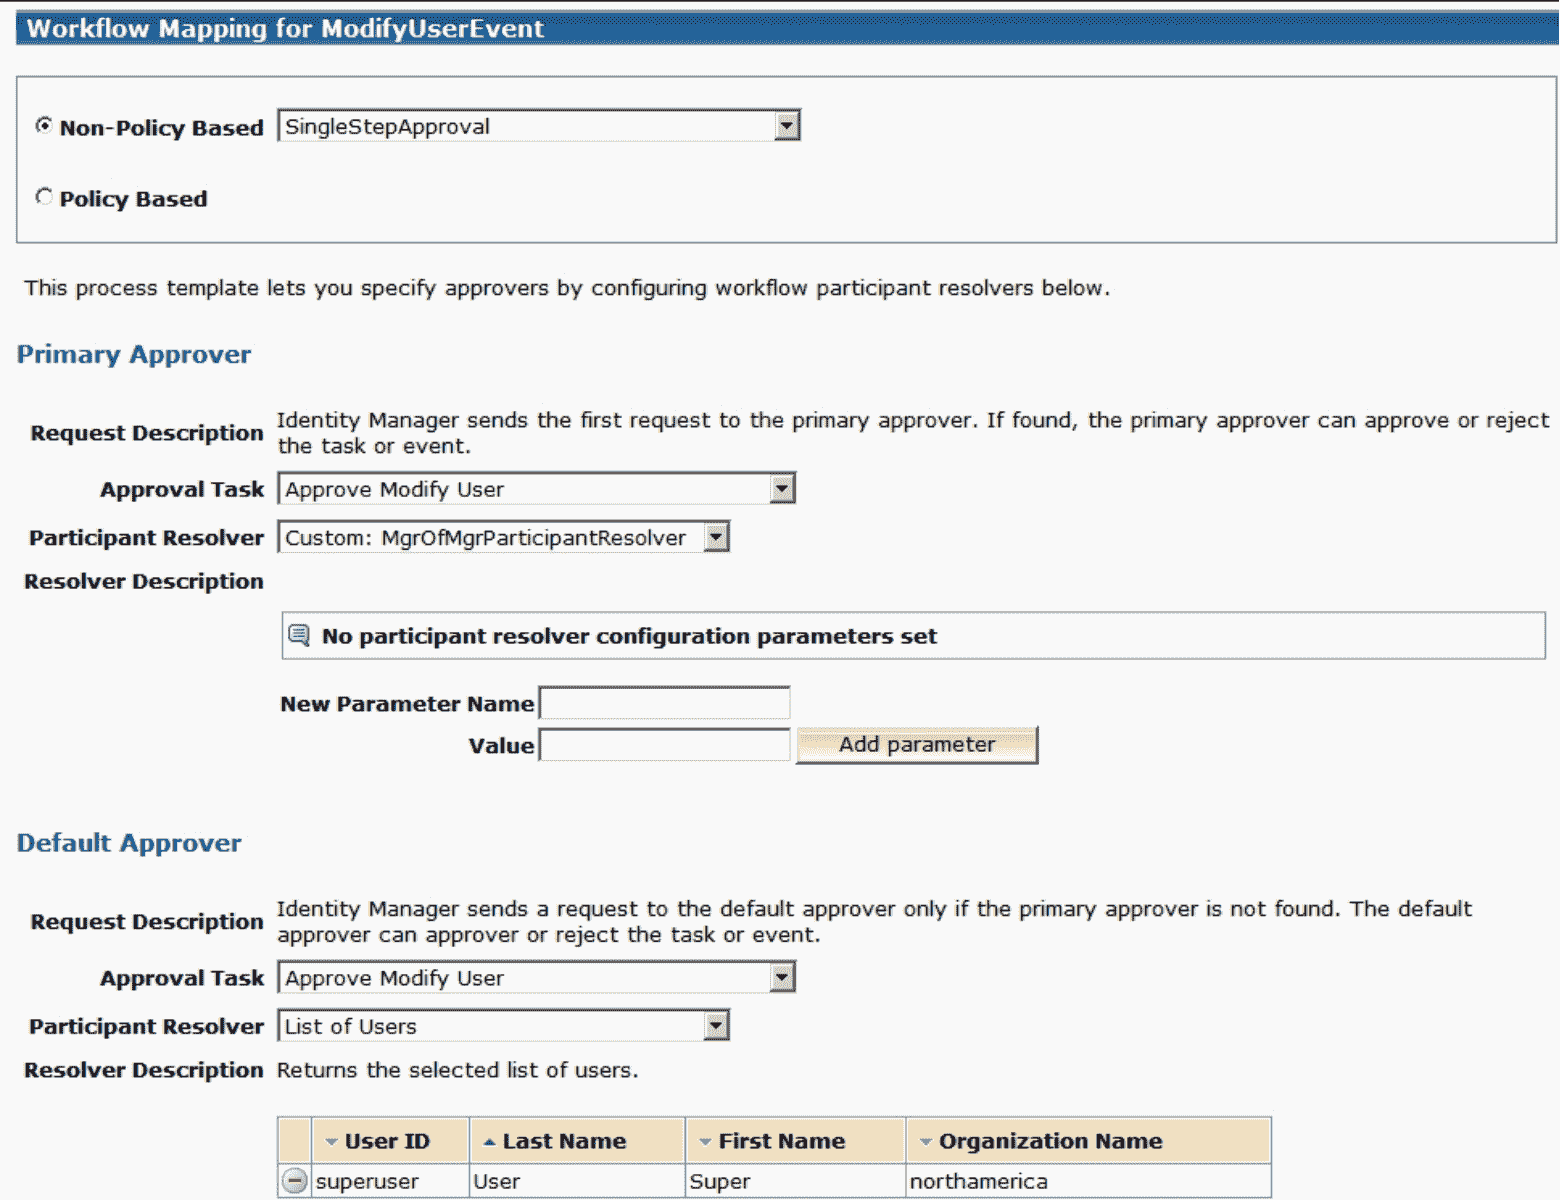 Workflow Mapping for ModifyUserEvent
Non-Policy Based SingleStepApproval
Policy Based
This process template lets you specify approvers by configuring workflow participant resolvers below.
Primary Approver
Request Description Identity Manager sends the first request to the primary approver. If found, the primary approver can approve or reject
the task or event.
Approval Task Approve Modify User
Participant Resolver Custom: MgrOfMgrParticipantResolver
Resolver Description
No participant resolver configuration parameters set
New Parameter Name
Value Add parameter
Default Approver
Request Description Identity Manager sends a request to the default approver only if the primary approver is not found. The default
approver can approver or reject the task or event.
Approval Task Approve Modify User
Participant Resolver List of Users
Resolver Description Returns the selected list of users.
User ID Last Name First Name Organization Name
superuser User Super northamerica